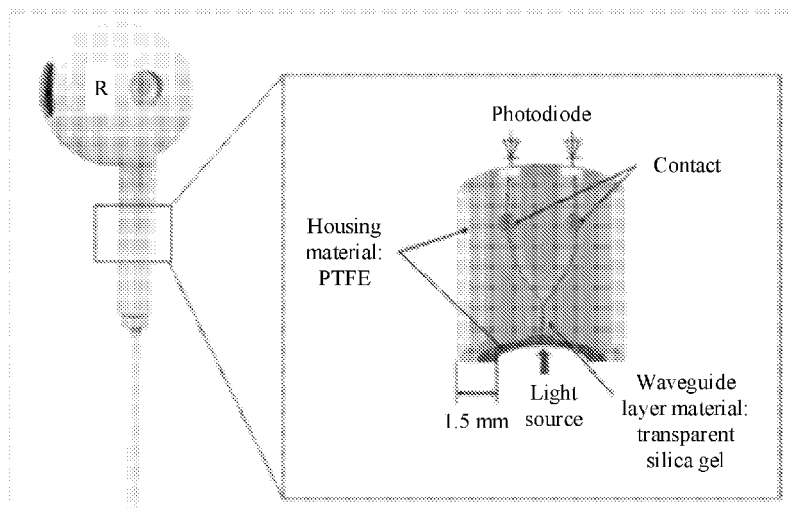 R
Photodiode
Contact
Housing
material:
PTFE
1.5 mm
Light
source
Waveguide
layer material:
transparent
silica gel